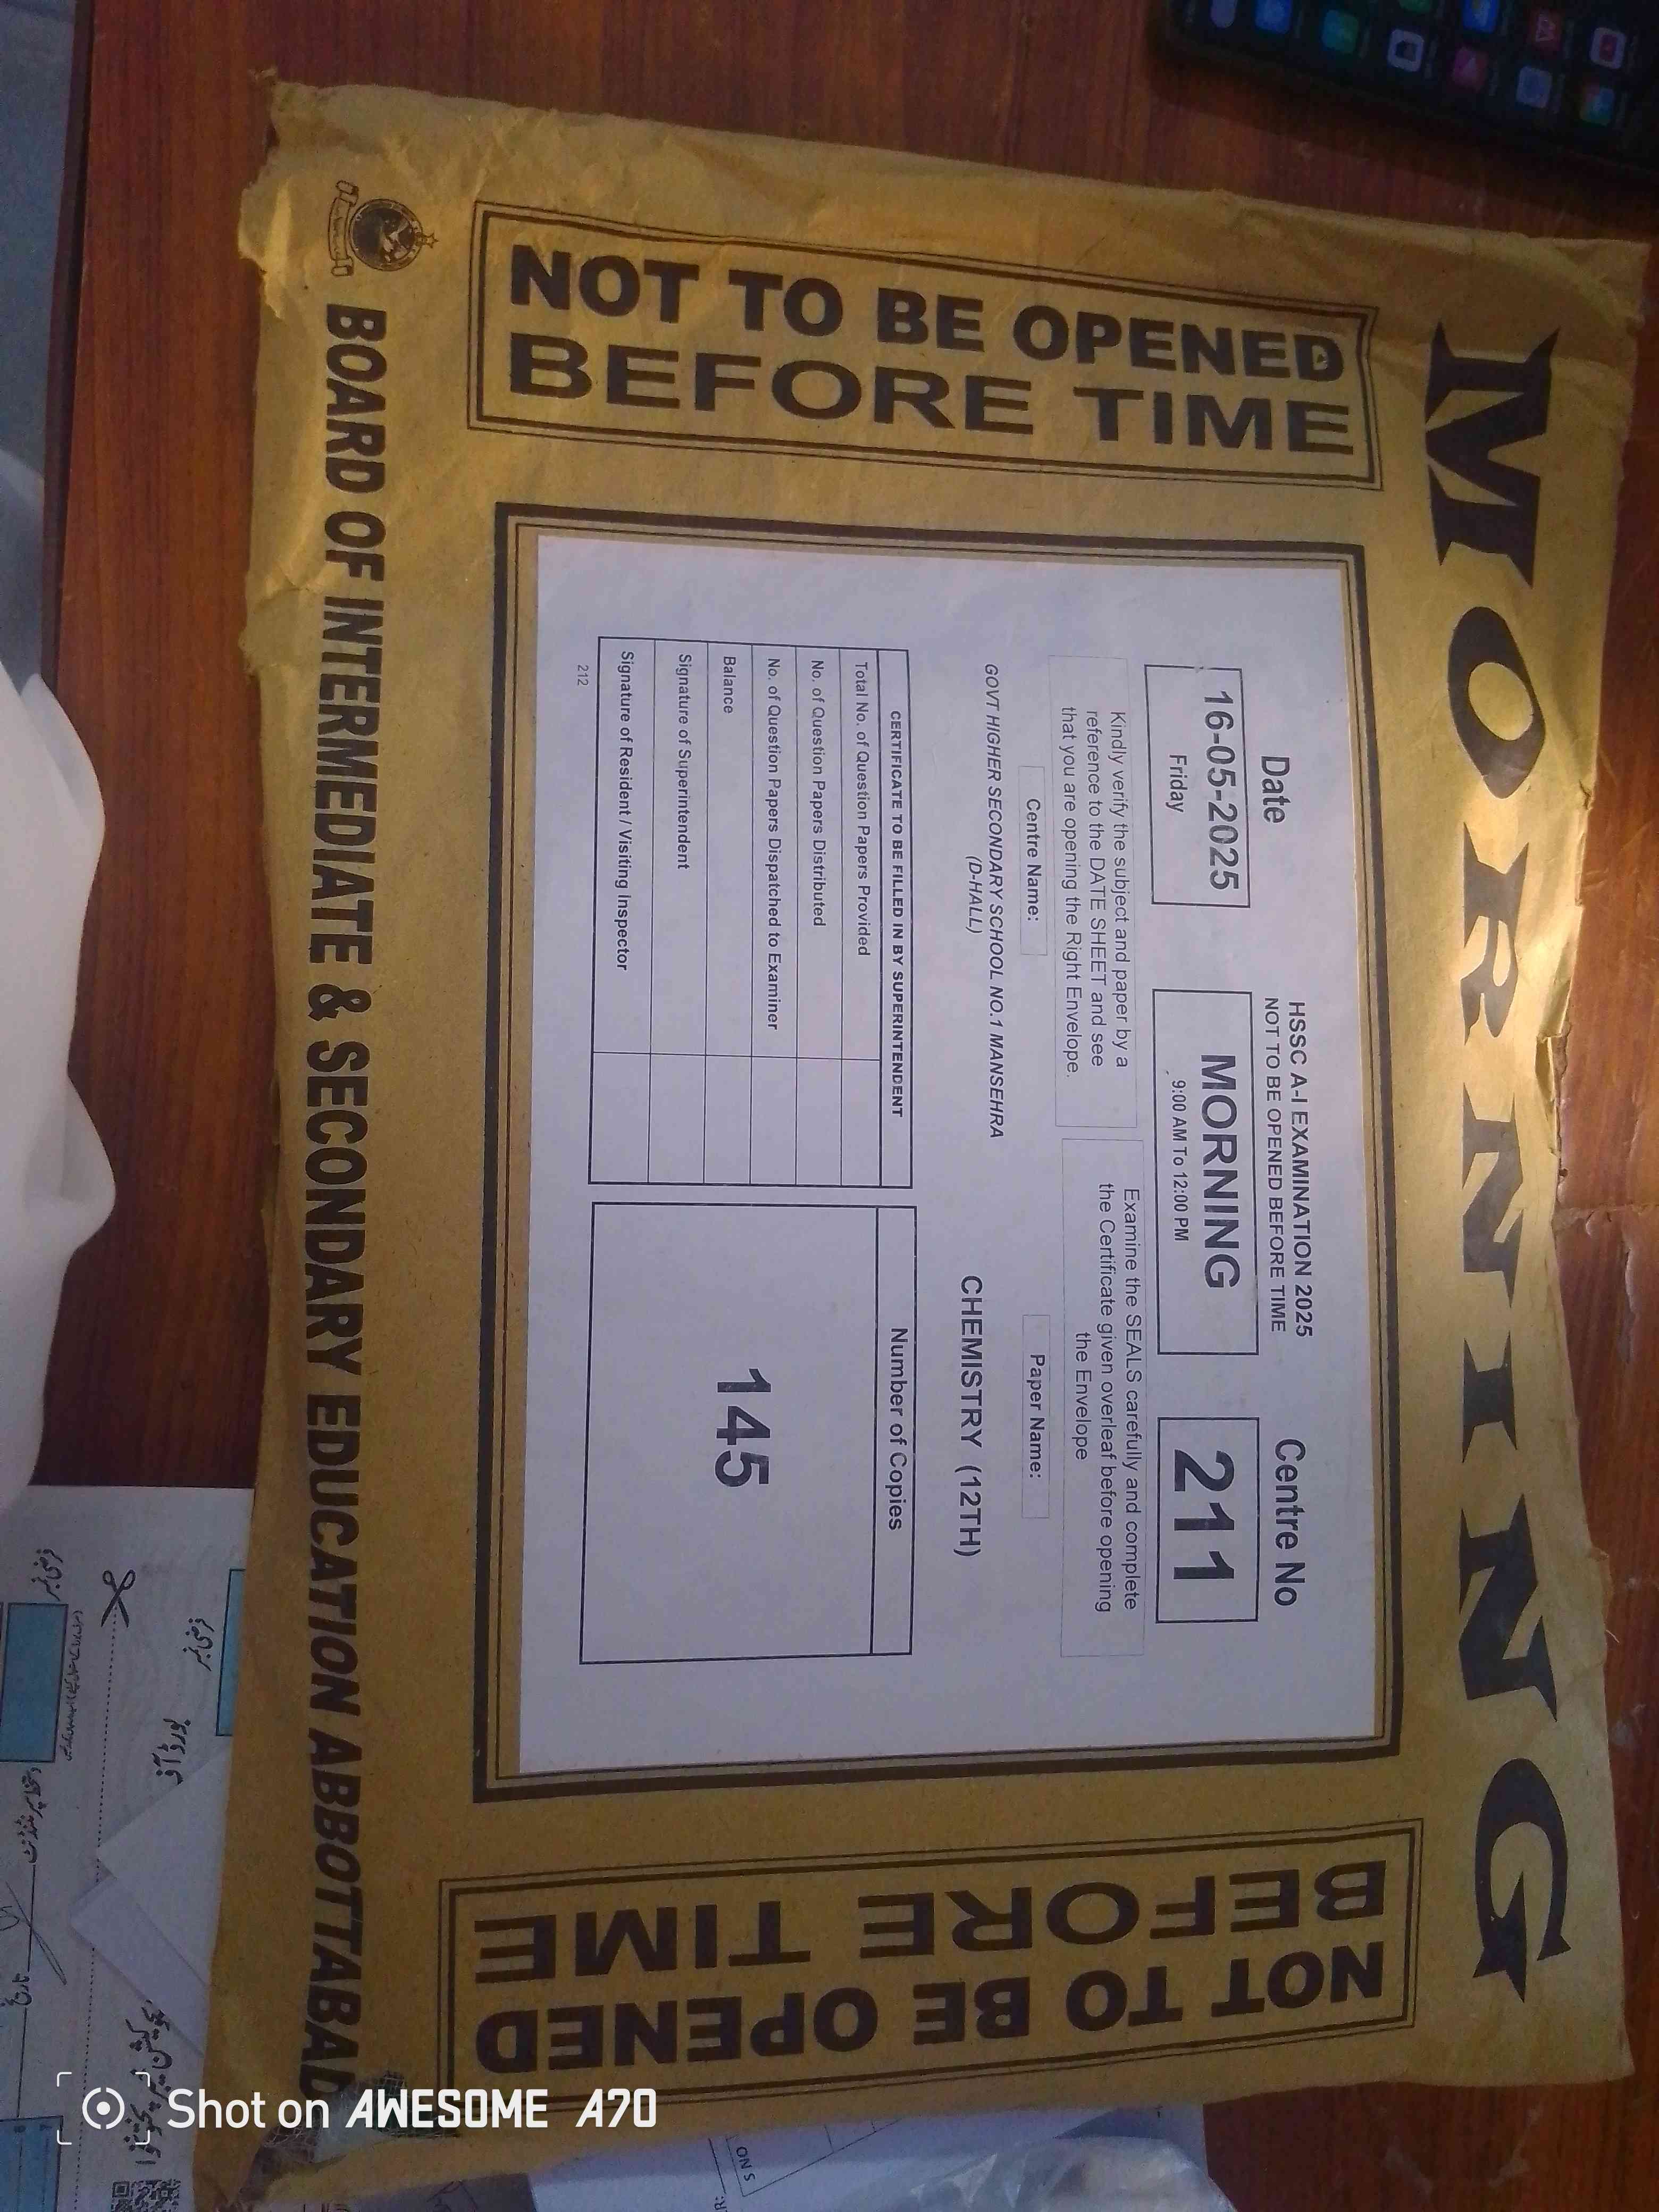 MORNING
NOT TO BE OPENED
BEFORE TIME
Date
16-05-2025
Friday
HSSC A-I EXAMINATION 2025
NOT TO BE OPENED BEFORE TIME
MORNING
9:00 AM To 12:00 PM
Centre No
211
Kindly verify the subject and paper by a
reference to the DATE SHEET and see
that you are opening the Right Envelope.
Examine the SEALS carefully and complete
the Certificate given overleaf before opening
the Envelope
Centre Name:
GOVT HIGHER SECONDARY SCHOOL NO.1 MANSEHRA
(D-HALL)
Paper Name:
CHEMISTRY (12TH)
CERTIFICATE TO BE FILLED IN BY SUPERINTENDENT
Total No. of Question Papers Provided
No. of Question Papers Distributed
No. of Question Papers Dispatched to Examiner
Balance
Signature of Superintendent
Signature of Resident / Visiting Inspector
212
Number of Copies
145
NOT TO BE OPENED
BEFORE TIME
BOARD OF INTERMEDIATE & SECONDARY EDUCATION ABBOTTABAD
S NO
Shot on AWESOME A70